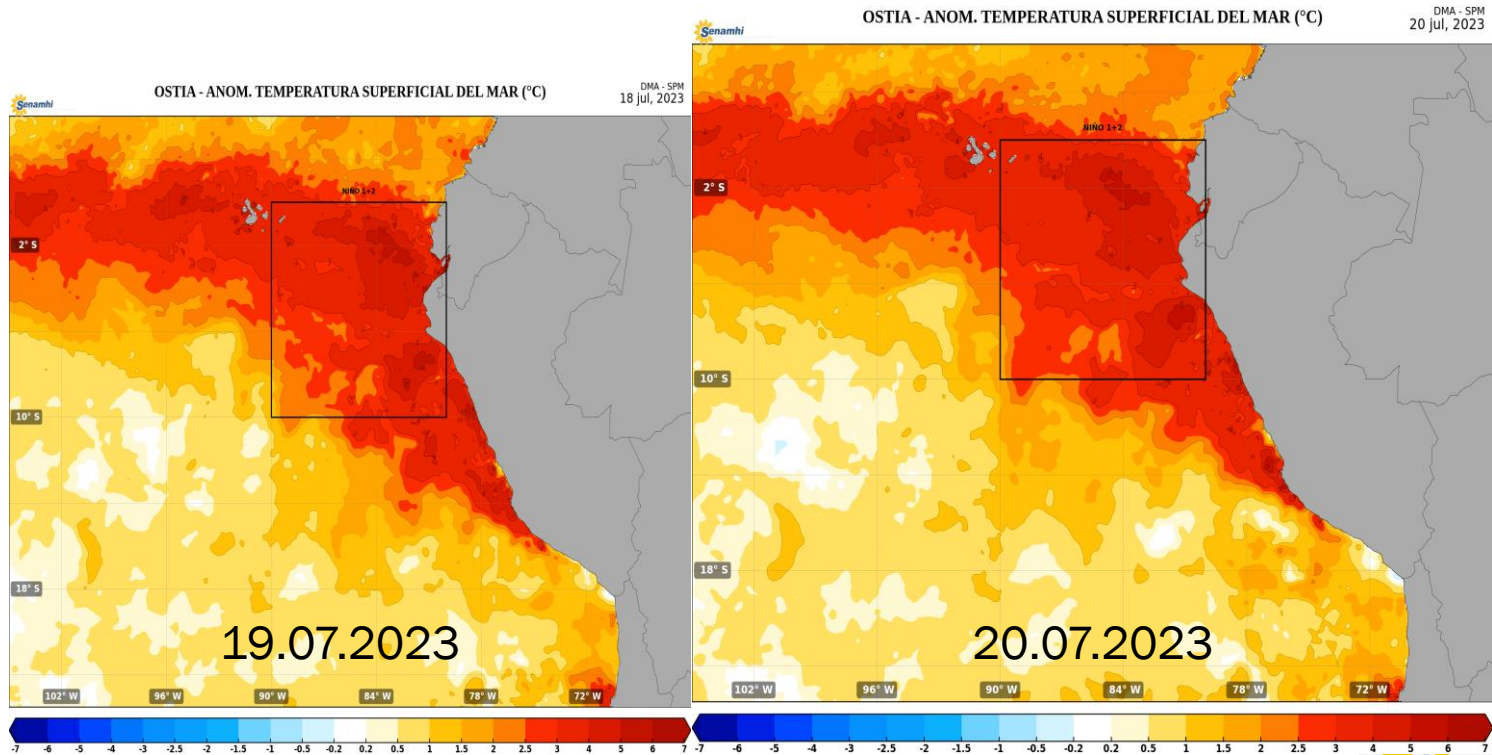 Senamhi
OSTIA - ANOM. TEMPERATURA SUPERFICIAL DEL MAR (°C)
DMA - SPM
18 jul, 2023
NIÑO 1+2
2° S
10° S
18° S
19.07.2023
102° W 96° W 90° W 84° W 78° W 72° W
-7 -6 -5 -4 -3 -2.5 -2 -1.5 -1 -0.5 -0.2 0.2 0.5 1 1.5 2 2.5 3 4 5 6 7
Senamhi
OSTIA - ANOM. TEMPERATURA SUPERFICIAL DEL MAR (°C)
DMA - SPM
20 jul, 2023
NIÑO 1+2
2° S
10° S
18° S
20.07.2023
102° W 96° W 90° W 84° W 78° W 72° W
-7 -6 -5 -4 -3 -2.5 -2 -1.5 -1 -0.5 -0.2 0.2 0.5 1 1.5 2 2.5 3 4 5 6 7